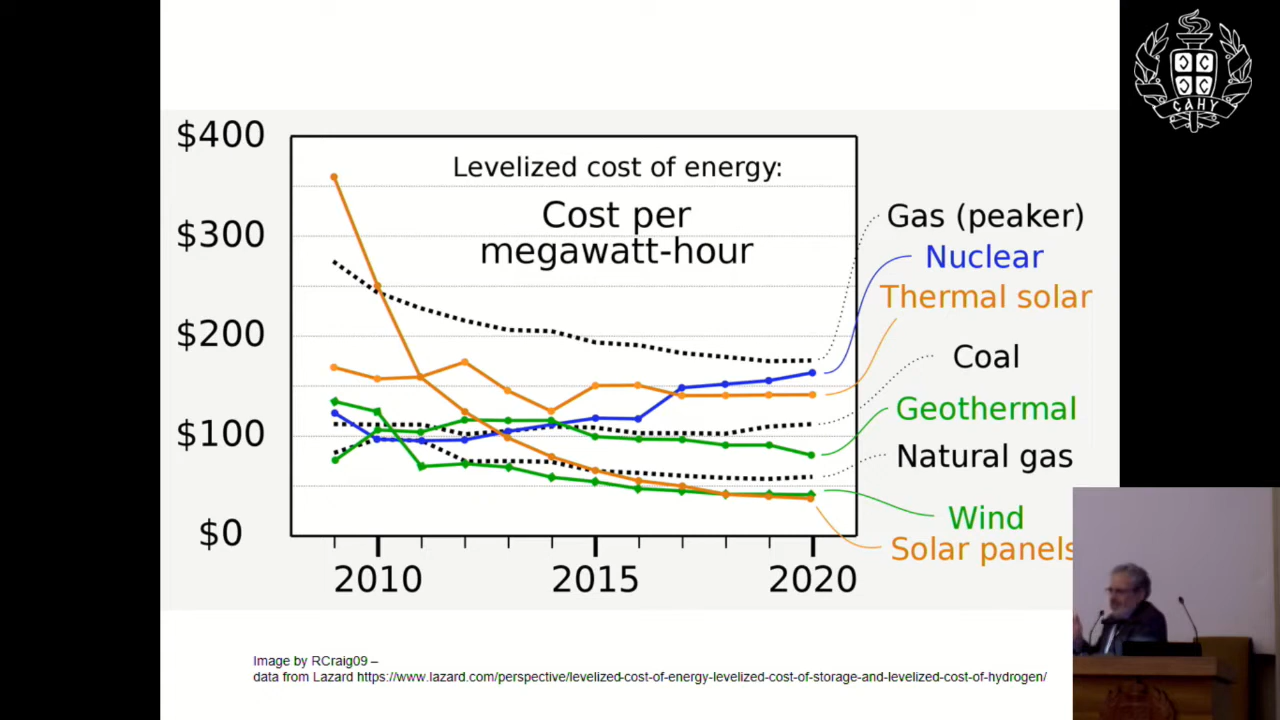 $400
$300
$200
$100
$0
Levelized cost of energy:
Cost per
megawatt-hour
Gas (peaker)
Nuclear
Thermal solar
Coal
Geothermal
Natural gas
Wind
Solar panels
2010
2015
2020
Image by RCraig09 –
data from Lazard https://www.lazard.com/perspective/levelized-cost-of-energy-levelized-cost-of-storage-and-levelized-cost-of-hydrogen/
САНУ